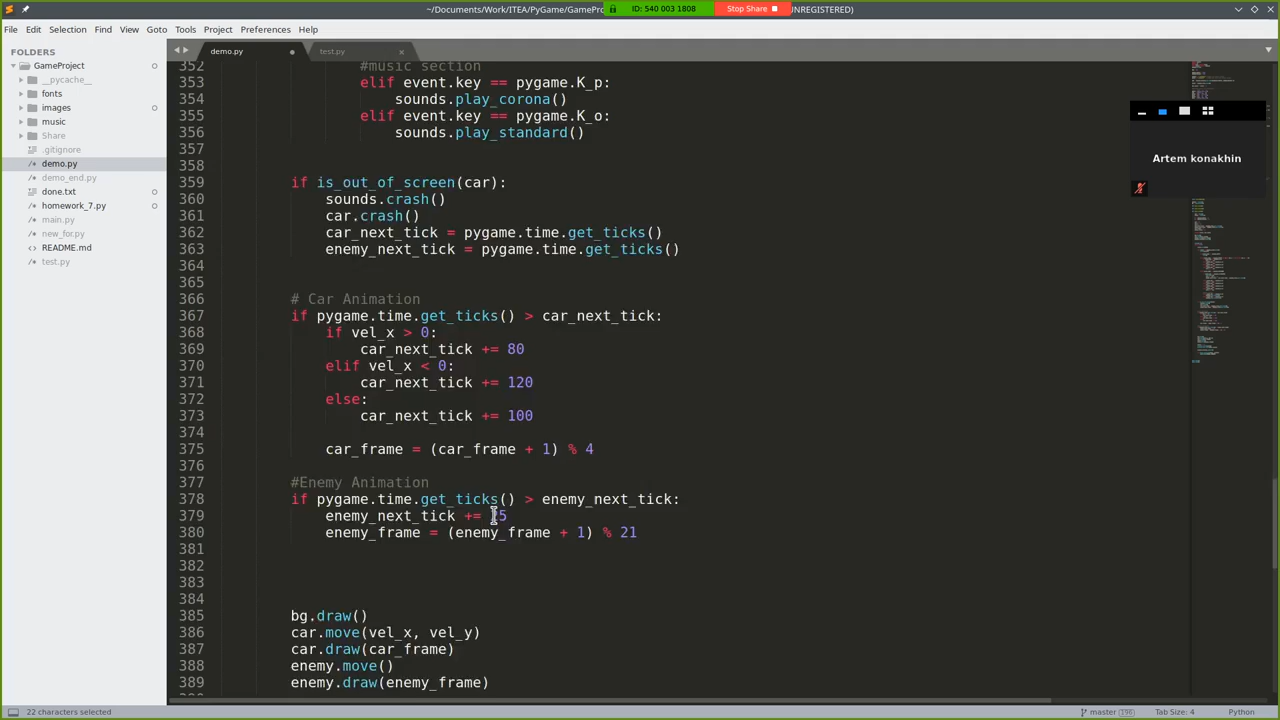 ~/Documents/Work/ITEA/PyGame/GamePro
ID: 540 003 1808
Stop Share
UNREGISTERED)
File Edit Selection Find View Goto Tools Project Preferences Help
FOLDERS
GameProject
__pycache__
fonts
images
music
Share
.gitignore
demo.py
demo_end.py
done.txt
homework_7.py
main.py
new_for.py
README.md
test.py
demo.py test.py
352 #music section
353 elif event.key == pygame.K_p:
354 sounds.play_corona()
355 elif event.key == pygame.K_o:
356 sounds.play_standard()
357
358
359 if is_out_of_screen(car):
360 sounds.crash()
361 car.crash()
362 car_next_tick = pygame.time.get_ticks()
363 enemy_next_tick = pygame.time.get_ticks()
364
365
366 # Car Animation
367 if pygame.time.get_ticks() > car_next_tick:
368 if vel_x > 0:
369 car_next_tick += 80
370 elif vel_x < 0:
371 car_next_tick += 120
372 else:
373 car_next_tick += 100
374
375 car_frame = (car_frame + 1) % 4
376
377 #Enemy Animation
378 if pygame.time.get_ticks() > enemy_next_tick:
379 enemy_next_tick +=
380 enemy_frame = (enemy_frame + 1) % 21
381
382
383
384
385 bg.draw()
386 car.move(vel_x, vel_y)
387 car.draw(car_frame)
388 enemy.move()
389 enemy.draw(enemy_frame)
Artem konakhin
22 characters selected
master
Tab Size: 4
Python